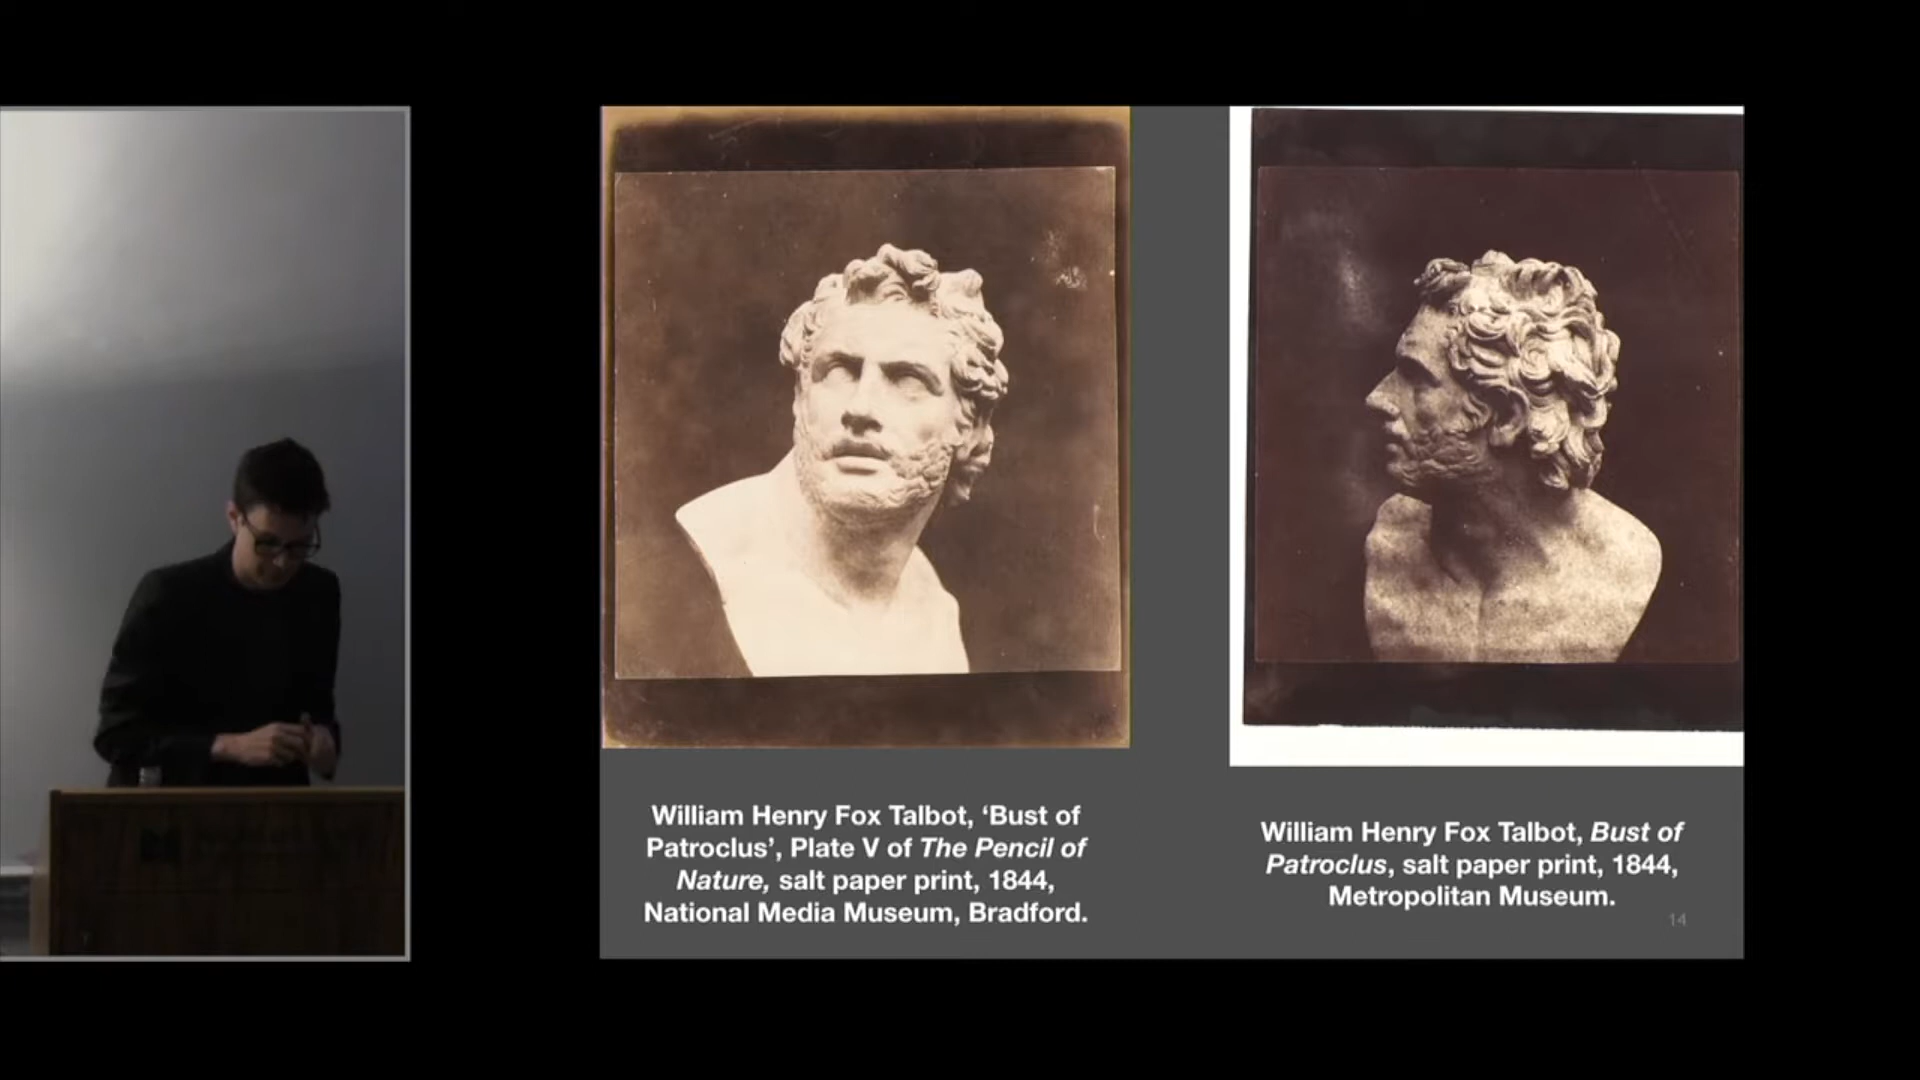 William Henry Fox Talbot, ‘Bust of
Patroclus’, Plate V of The Pencil of
Nature, salt paper print, 1844,
National Media Museum, Bradford.
William Henry Fox Talbot, Bust of
Patroclus, salt paper print, 1844,
Metropolitan Museum.
14